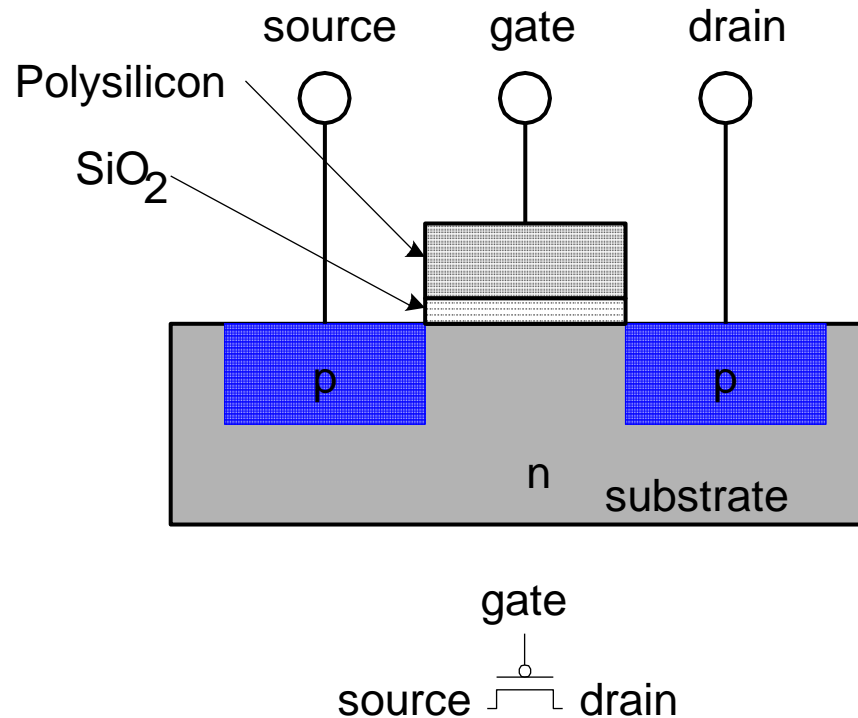 source gate drain
Polysilicon
SiO2
p p
n
substrate
gate
source drain